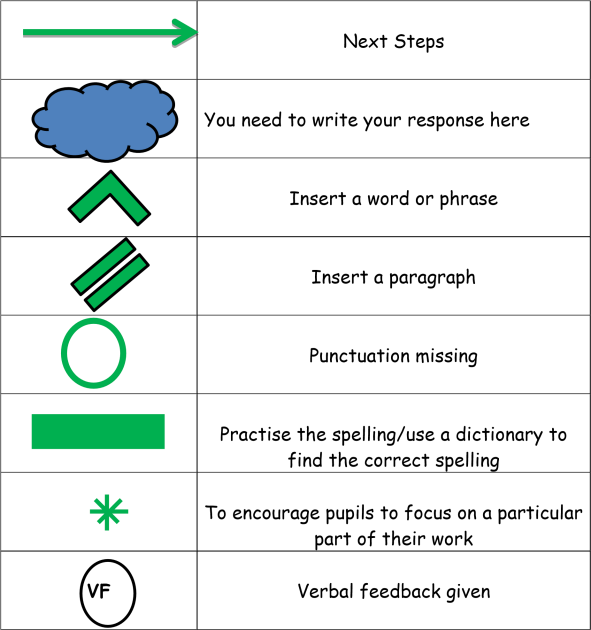 Next Steps
You need to write your response here
Insert a word or phrase
Insert a paragraph
Punctuation missing
Practise the spelling/use a dictionary to
find the correct spelling
To encourage pupils to focus on a particular
part of their work
VF
Verbal feedback given